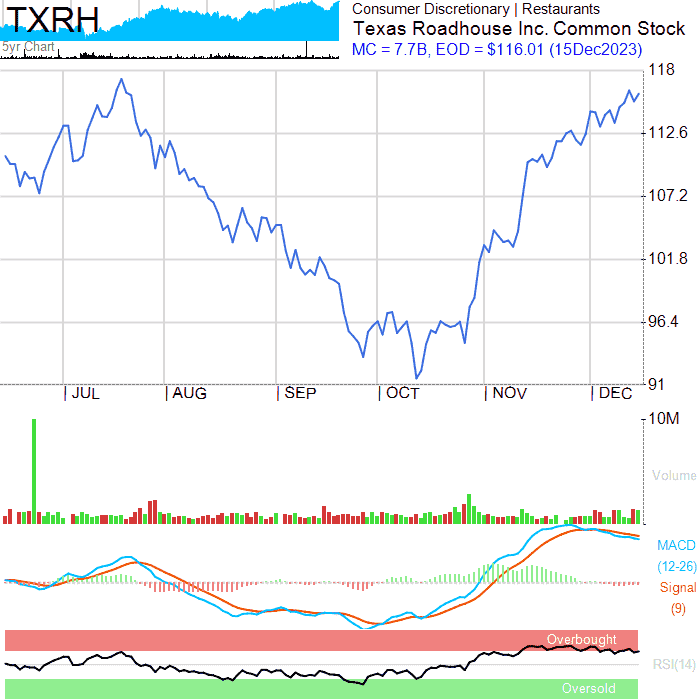 TXRH
5yr Chart
Consumer Discretionary | Restaurants
Texas Roadhouse Inc. Common Stock
MC = 7.7B, EOD = $116.01 (15Dec2023)
118
112.6
107.2
101.8
96.4
91
JUL AUG SEP OCT NOV DEC
10M
Volume
MACD
(12-26)
Signal
(9)
Overbought
RSI(14)
Oversold